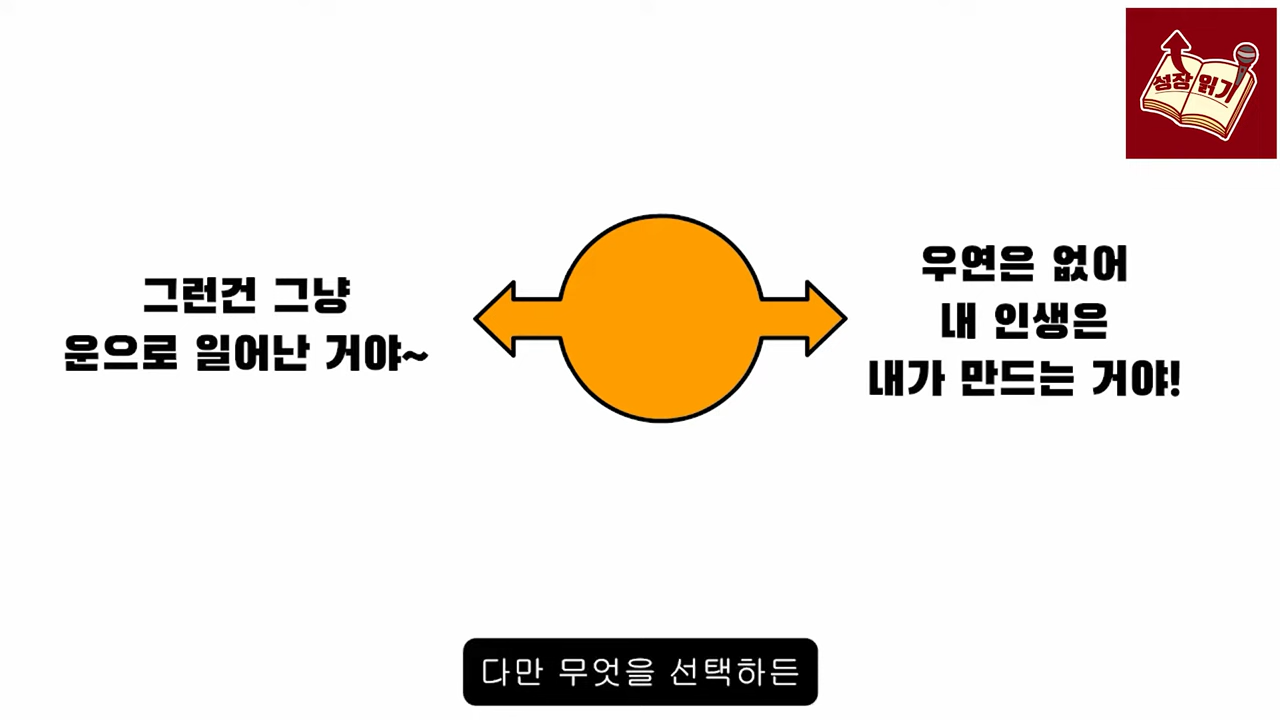 성장 읽기
그런건 그냥
운으로 일어난 거야~
우연은 없어
내 인생은
내가 만드는 거야!
다만 무엇을 선택하든